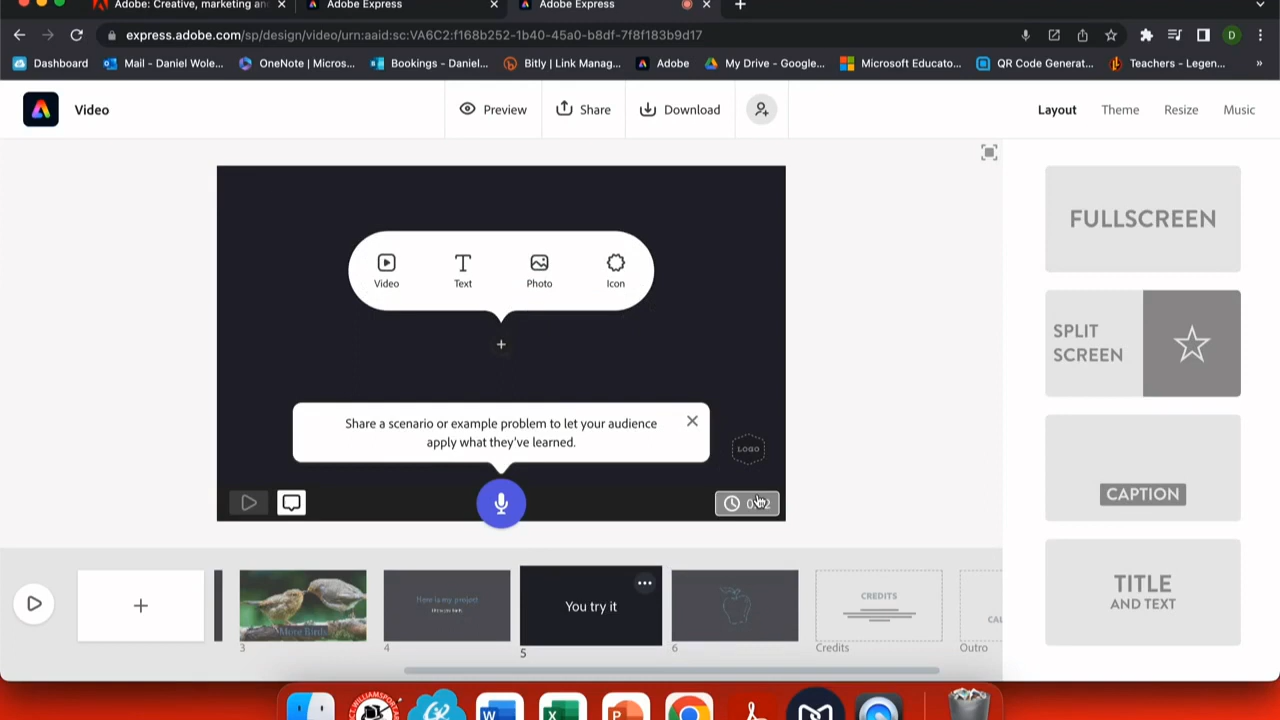 Adobe: Creative, marketing an
Adobe Express
Adobe Express
express.adobe.com/sp/design/video/urn:aaid:sc:VA6C2:f168b252-1b40-45a0-b8df-7f8f183b9d17
D
Dashboard
Mail - Daniel Wole...
OneNote | Micros...
Bookings - Daniel...
Bitly | Link Manag...
Adobe
My Drive - Google...
Microsoft Educato...
QR Code Generat...
Teachers - Legen...
»
Video
Preview
Share
Download
Layout
Theme
Resize
Music
Video
Text
Photo
Icon
Share a scenario or example problem to let your audience
apply what they've learned.
LOGO
FULLSCREEN
SPLIT
SCREEN
CAPTION
TITLE
AND TEXT
More Birds
Here is my project
You try it
CREDITS
CAL
3
4
5
6
Credits
Outro
W
X
P